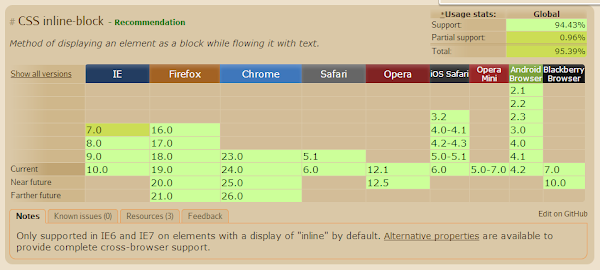 # CSS inline-block - Recommendation
*Usage stats: Global
Support: 94.43%
Partial support: 0.96%
Total: 95.39%
Method of displaying an element as a block while flowing it with text.
Show all versions IE Firefox Chrome Safari Opera iOS Safari Opera Mini Android Browser Blackberry Browser
2.1
2.2
3.2 2.3
7.0 16.0 4.0-4.1 3.0
8.0 17.0 4.2-4.3 4.0
9.0 18.0 23.0 5.1 5.0-5.1 4.1
Current 10.0 19.0 24.0 6.0 12.1 6.0 5.0-7.0 4.2 7.0
Near future 20.0 25.0 12.5 10.0
Farther future 21.0 26.0
Notes Known issues (0) Resources (3) Feedback Edit on GitHub
Only supported in IE6 and IE7 on elements with a display of "inline" by default. Alternative properties are available to
provide complete cross-browser support.